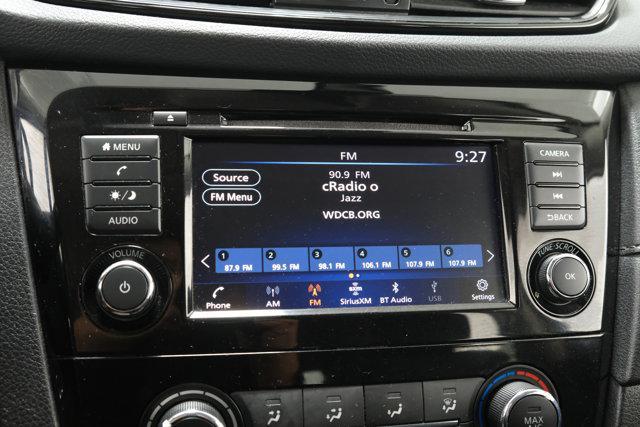 MENU
AUDIO
VOLUME
FM
9:27
Source
FM Menu
90.9 FM
cRadio o
Jazz
WDCB.ORG
1 2 3 4 5 6
87.9 FM 99.5 FM 98.1 FM 106.1 FM 107.9 FM 107.9 FM
Phone AM FM SiriusXM BT Audio USB Settings
sxm
CAMERA
BACK
TUNE·SCROLL
OK
MAX
A/C